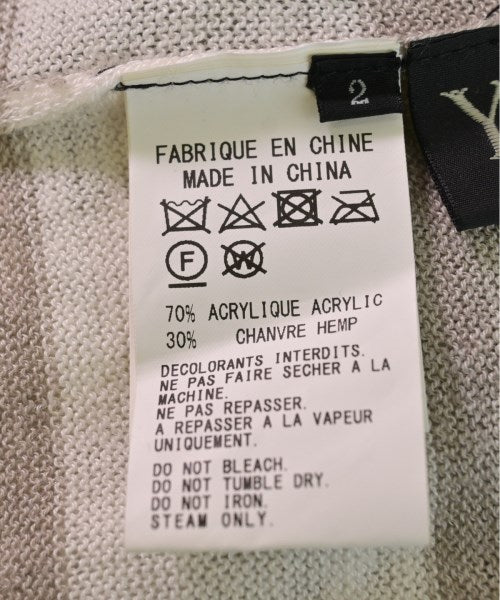 2
Y
FABRIQUE EN CHINE
MADE IN CHINA
F
W
70% ACRYLIQUE ACRYLIC
30% CHANVRE HEMP
DECOLORANTS INTERDITS.
NE PAS FAIRE SECHER A LA
MACHINE.
NE PAS REPASSER.
A REPASSER A LA VAPEUR
UNIQUEMENT.
DO NOT BLEACH.
DO NOT TUMBLE DRY.
DO NOT IRON.
STEAM ONLY.